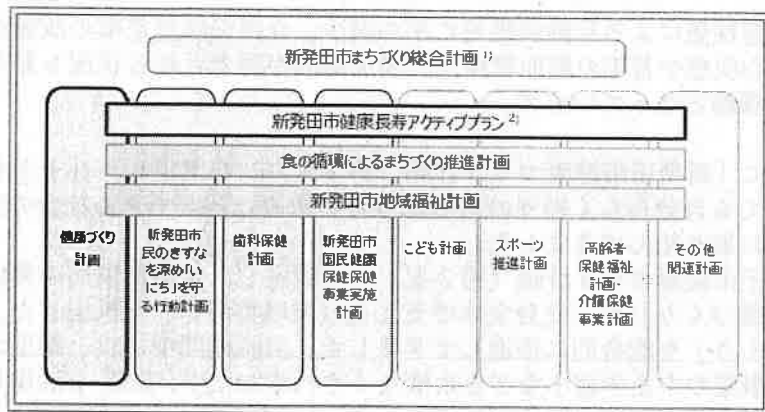 新発田市まちづくり総合計画 1)
新発田市健康長寿アクティブプラン 2)
食の循環によるまちづくり推進計画
新発田市地域福祉計画
健康づくり
計画
新発田市
民のきずな
を深め「い
のち」を守
る行動計画
歯科保健
計画
新発田市
国民健康
保険保健
事業実施
計画
こども計画
スポーツ
推進計画
高齢者
保健福祉
計画・
介護保険
事業計画
その他
関連計画